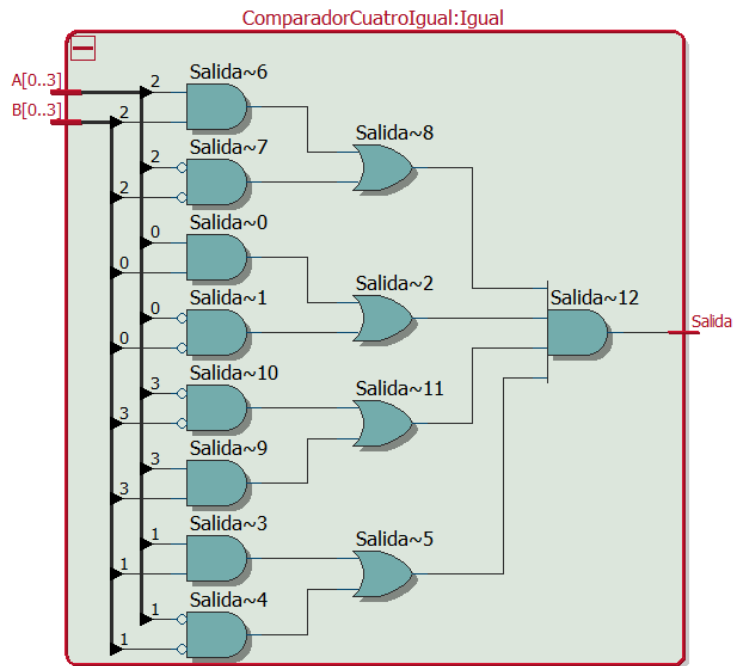 ComparadorCuatroIgual:Igual
A[0..3]
B[0..3]
2
Salida~6
2
Salida~8
2
Salida~7
2
0
Salida~0
0
Salida~2
0
Salida~1
0
Salida~12
Salida
3
Salida~10
3
Salida~11
3
Salida~9
3
1
Salida~3
1
Salida~5
1
Salida~4
1